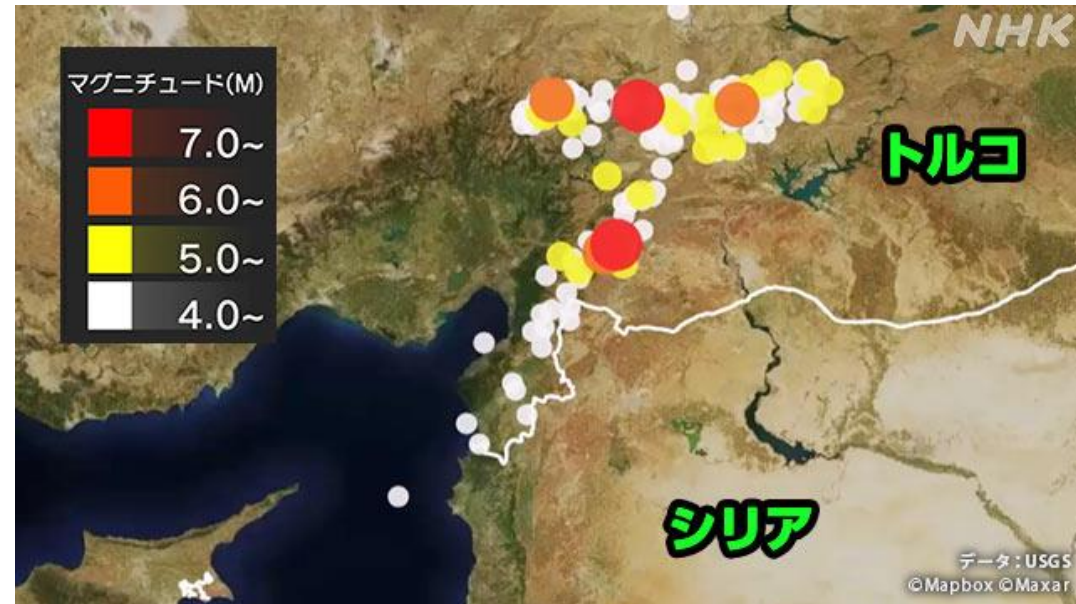 NHK
マグニチュード(M)
7.0~
6.0~
5.0~
4.0~
トルコ
シリア
データ：USGS
©Mapbox ©Maxar